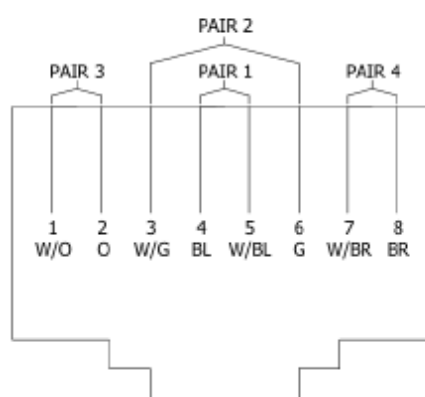 PAIR 2
PAIR 3 PAIR 1 PAIR 4
1 2 3 4 5 6 7 8
W/O O W/G BL W/BL G W/BR BR